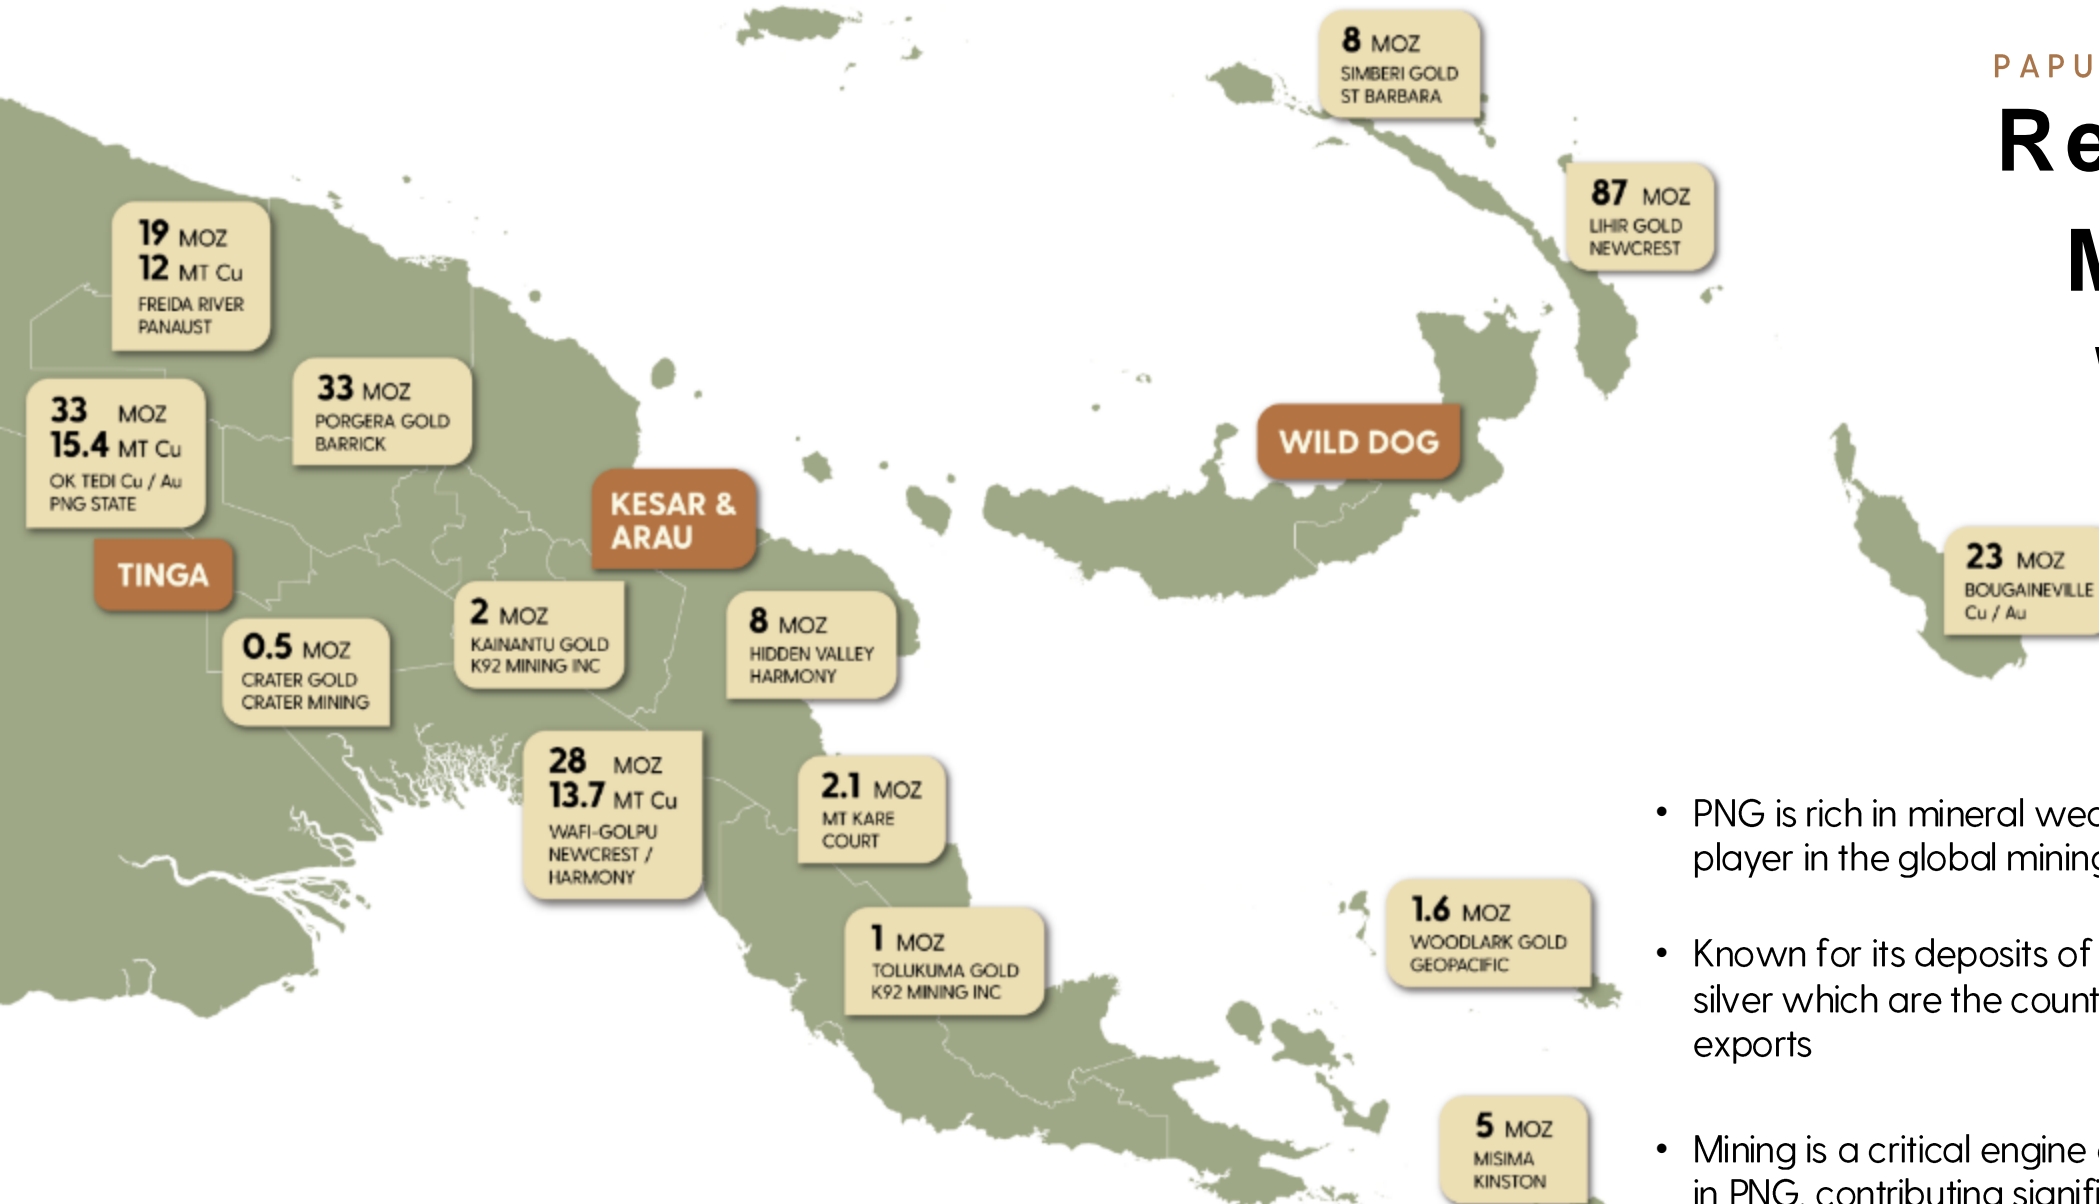 8 MOZ
SIMBERI GOLD
ST BARBARA
87 MOZ
LIHIR GOLD
NEWCREST
19 MOZ
12 MT Cu
FREIDA RIVER
PANAUST
33 MOZ
PORGERA GOLD
BARRICK
33 MOZ
15.4 MT Cu
OK TEDI Cu / Au
PNG STATE
WILD DOG
KESAR &
ARAU
TINGA
23 MOZ
BOUGAINEVILLE
Cu / Au
0.5 MOZ
CRATER GOLD
CRATER MINING
2 MOZ
KAINANTU GOLD
K92 MINING INC
8 MOZ
HIDDEN VALLEY
HARMONY
28 MOZ
13.7 MT Cu
WAFI-GOLPU
NEWCREST /
HARMONY
2.1 MOZ
MT KARE
COURT
1 MOZ
TOLUKUMA GOLD
K92 MINING INC
1.6 MOZ
WOODLARK GOLD
GEOPACIFIC
5 MOZ
MISIMA
KINSTON
PAPU
Re
M
• PNG is rich in mineral wea
player in the global mining
• Known for its deposits of
silver which are the count
exports
• Mining is a critical engine
in PNG, contributing signifi